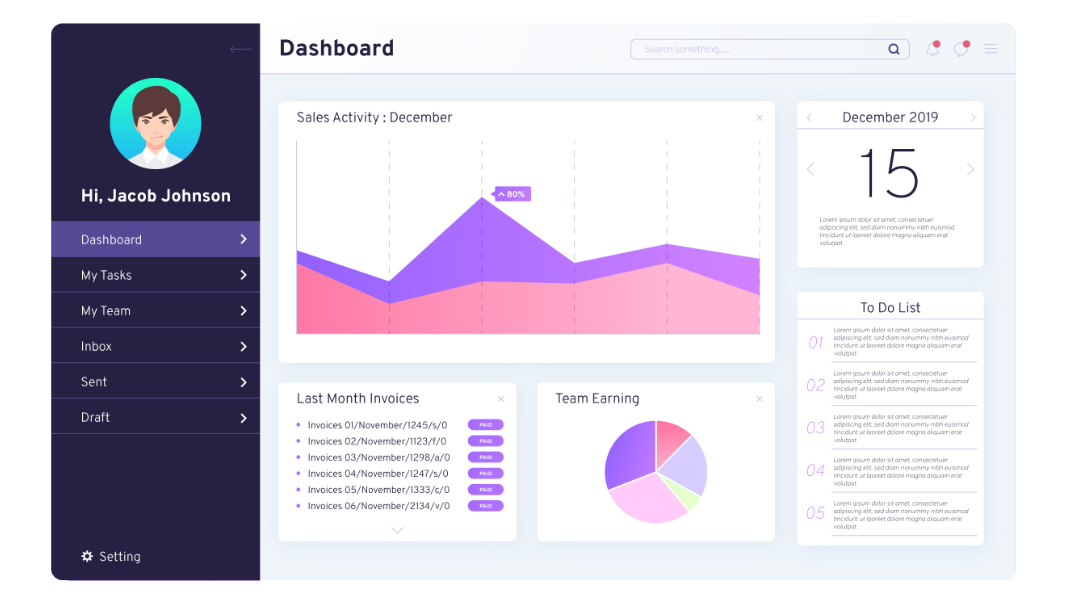 Dashboard
Search something.....
Hi, Jacob Johnson
Dashboard
My Tasks
My Team
Inbox
Sent
Draft
Setting
Sales Activity : December
80%
Last Month Invoices
Invoices 01/November/1245/s/0 PAID
Invoices 02/November/1123/f/0 PAID
Invoices 03/November/1298/a/0 PAID
Invoices 04/November/1247/s/0 PAID
Invoices 05/November/1333/c/0 PAID
Invoices 06/November/2134/v/0 PAID
Team Earning
December 2019
15
Lorem ipsum dolor sit amet, consectetuer
adipiscing elit, sed diam nonummy nibh euismod
tincidunt ut laoreet dolore magna aliquam erat
volutpat.
To Do List
01
Lorem ipsum dolor sit amet, consectetuer
adipiscing elit, sed diam nonummy nibh euismod
tincidunt ut laoreet dolore magna aliquam erat
volutpat.
02
Lorem ipsum dolor sit amet, consectetuer
adipiscing elit, sed diam nonummy nibh euismod
tincidunt ut laoreet dolore magna aliquam erat
volutpat.
03
Lorem ipsum dolor sit amet, consectetuer
adipiscing elit, sed diam nonummy nibh euismod
tincidunt ut laoreet dolore magna aliquam erat
volutpat.
04
Lorem ipsum dolor sit amet, consectetuer
adipiscing elit, sed diam nonummy nibh euismod
tincidunt ut laoreet dolore magna aliquam erat
volutpat.
05
Lorem ipsum dolor sit amet, consectetuer
adipiscing elit, sed diam nonummy nibh euismod
tincidunt ut laoreet dolore magna aliquam erat
volutpat.